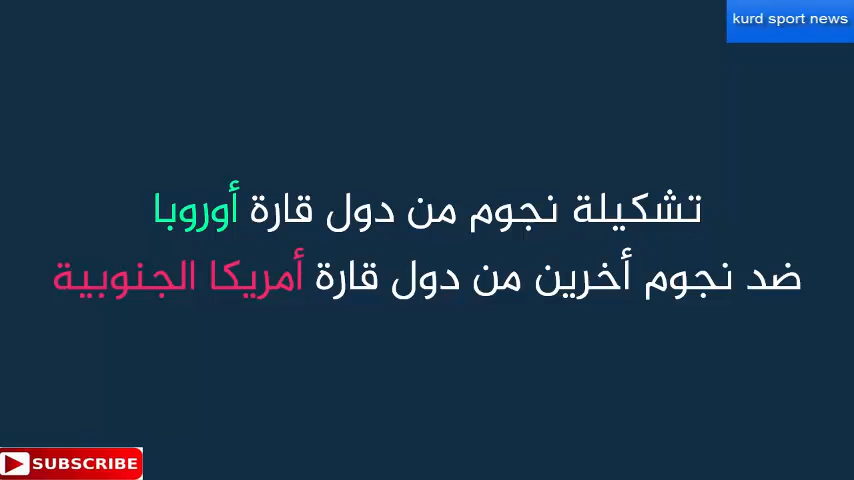 kurd sport news
تشكيلة نجوم من دول قارة أوروبا
ضد نجوم أخرين من دول قارة أمريكا الجنوبية
SUBSCRIBE